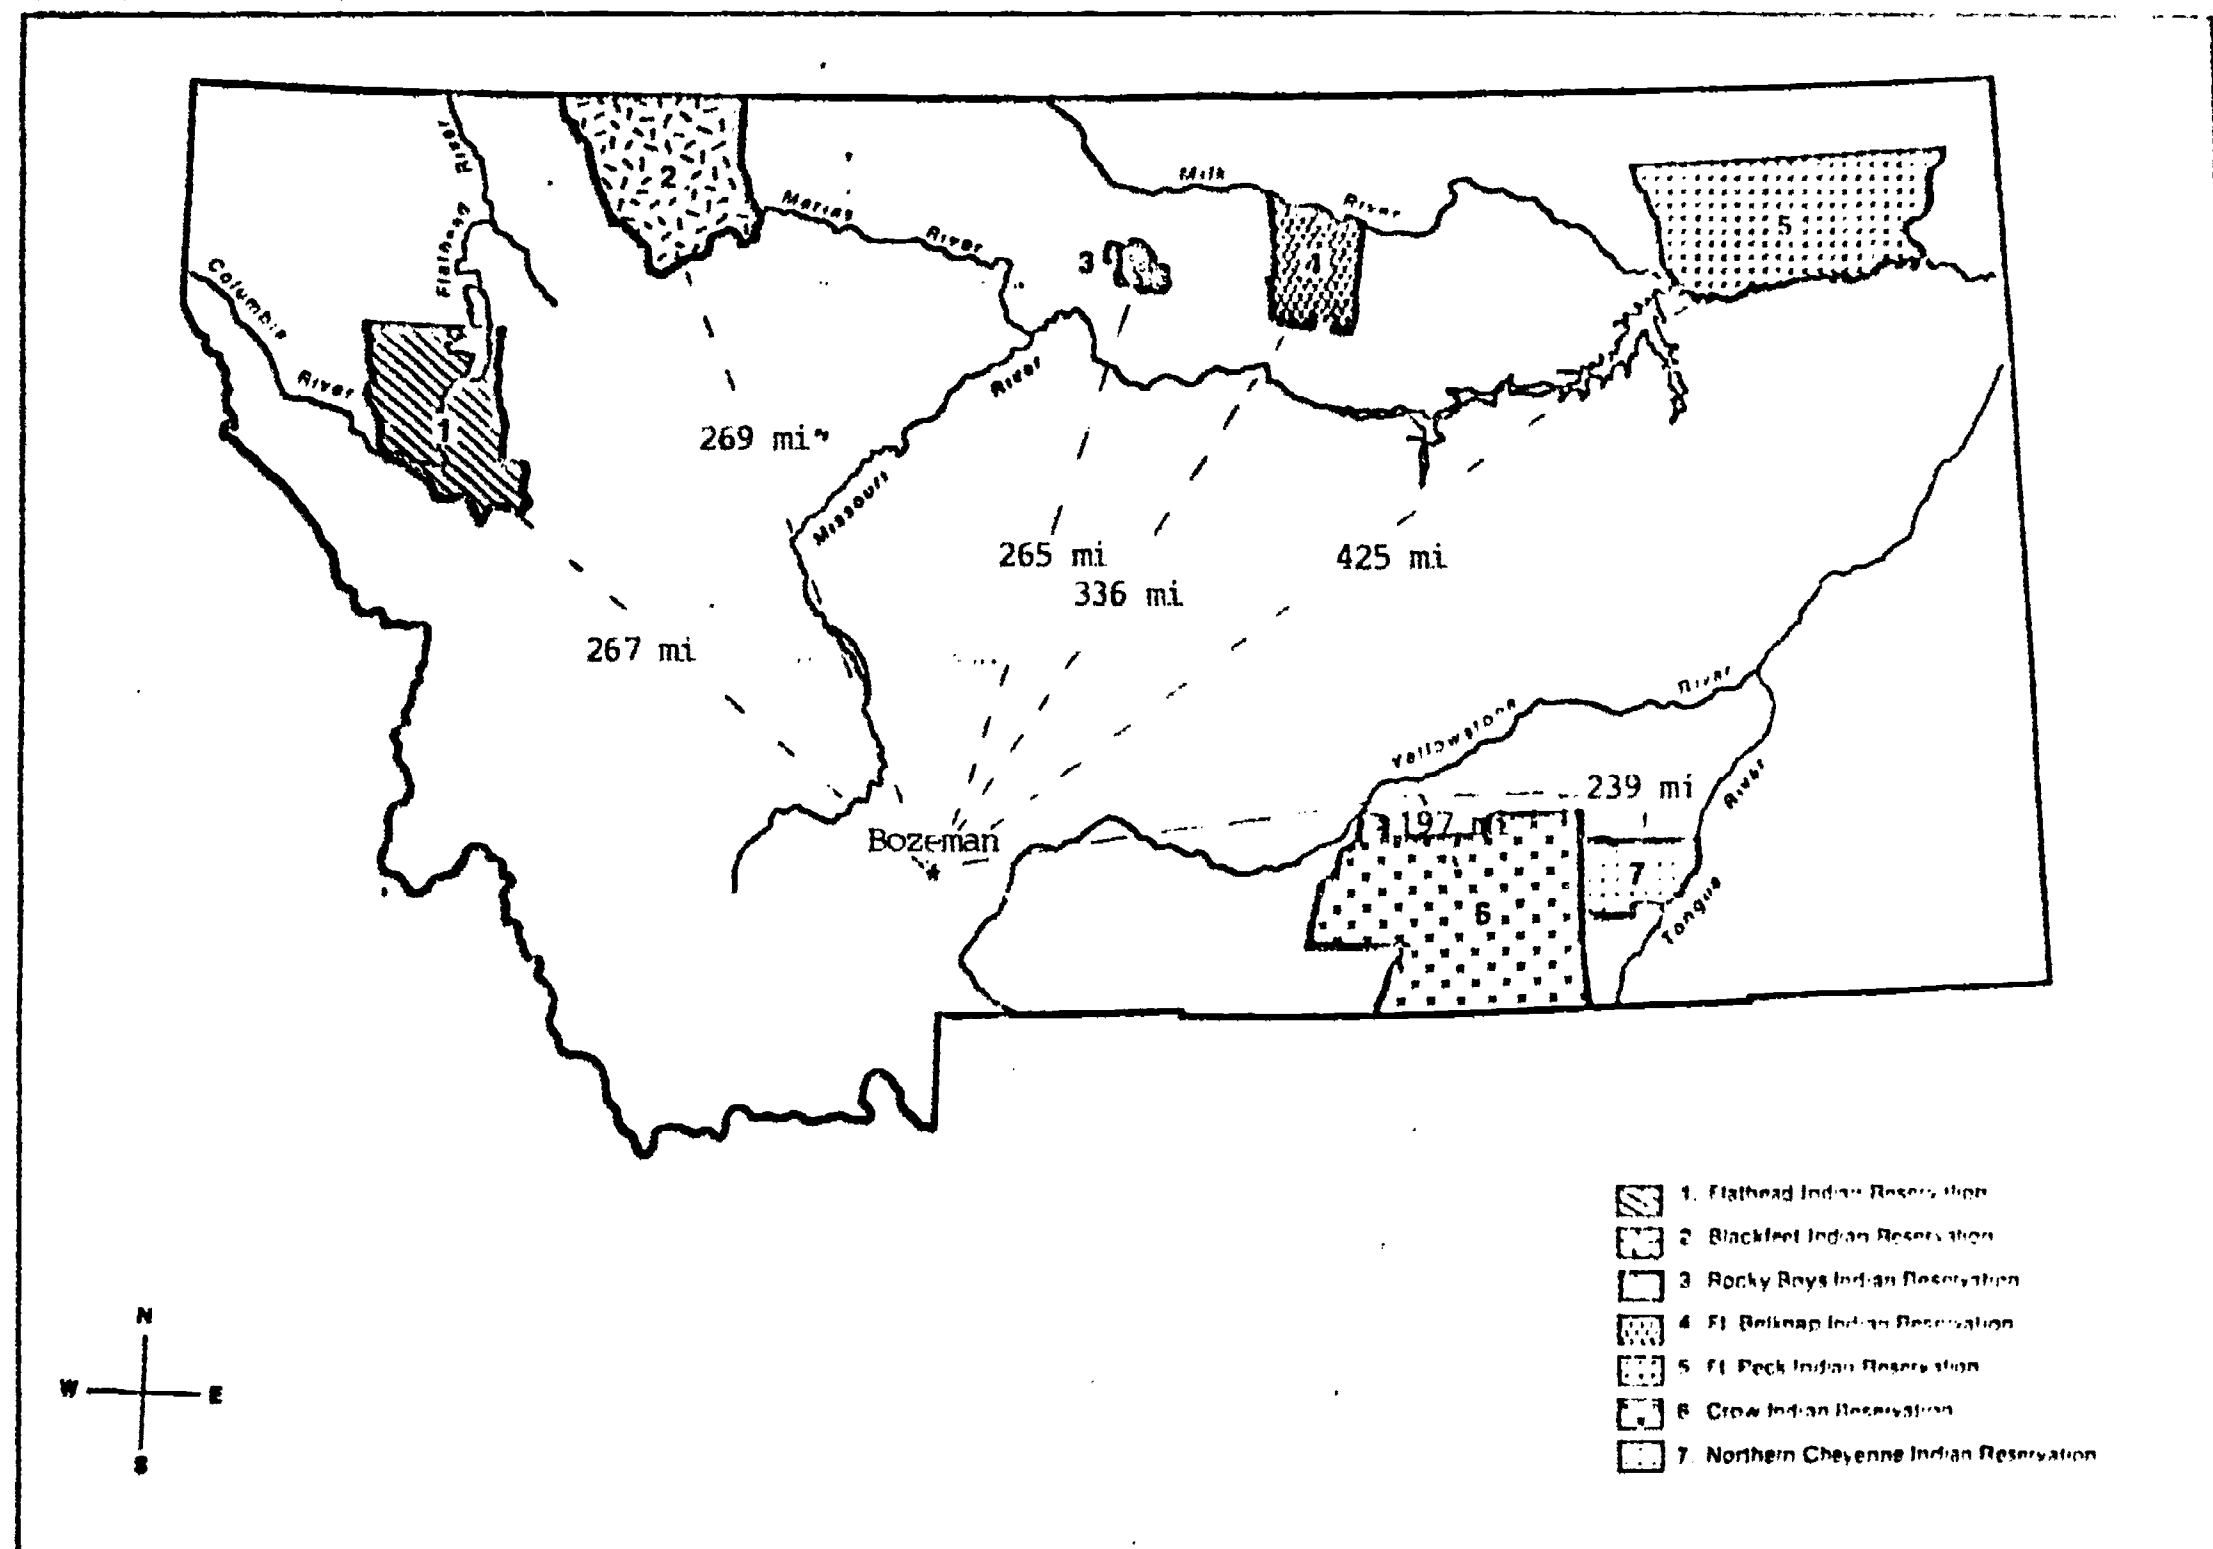 Flathead River
2
Marias River
Milk River
5
3
4
Columbia River
1
River
269 mi
Missouri
265 mi
425 mi
336 mi
267 mi
Yellowstone River
239 mi
River
197 mi
Bozeman
*
7
6
Tongue
1. Flathead Indian Reservation
2 Blackfeet Indian Reservation
3 Rocky Boys Indian Reservation
N
4 Ft. Belknap Indian Reservation
5 Ft. Peck Indian Reservation
W E
6 Crow Indian Reservation
7. Northern Cheyenne Indian Reservation
S